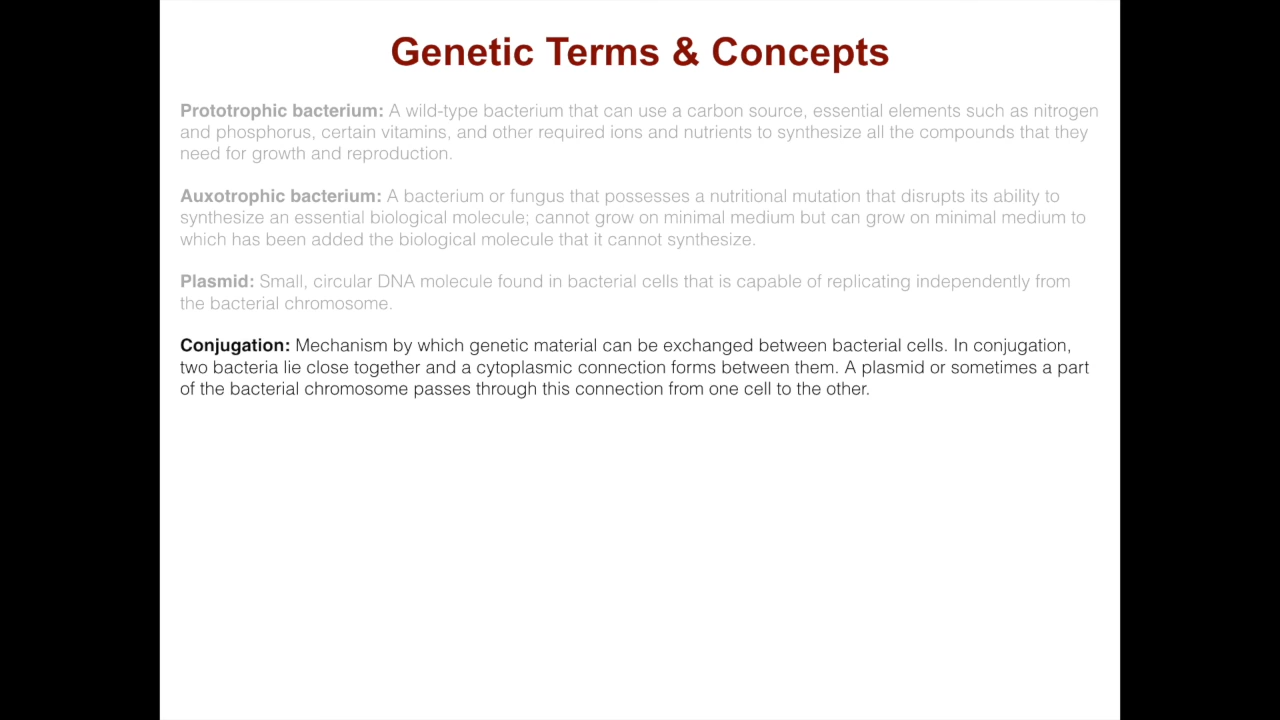 Genetic Terms & Concepts
Prototrophic bacterium: A wild-type bacterium that can use a carbon source, essential elements such as nitrogen
and phosphorus, certain vitamins, and other required ions and nutrients to synthesize all the compounds that they
need for growth and reproduction.
Auxotrophic bacterium: A bacterium or fungus that possesses a nutritional mutation that disrupts its ability to
synthesize an essential biological molecule; cannot grow on minimal medium but can grow on minimal medium to
which has been added the biological molecule that it cannot synthesize.
Plasmid: Small, circular DNA molecule found in bacterial cells that is capable of replicating independently from
the bacterial chromosome.
Conjugation: Mechanism by which genetic material can be exchanged between bacterial cells. In conjugation,
two bacteria lie close together and a cytoplasmic connection forms between them. A plasmid or sometimes a part
of the bacterial chromosome passes through this connection from one cell to the other.